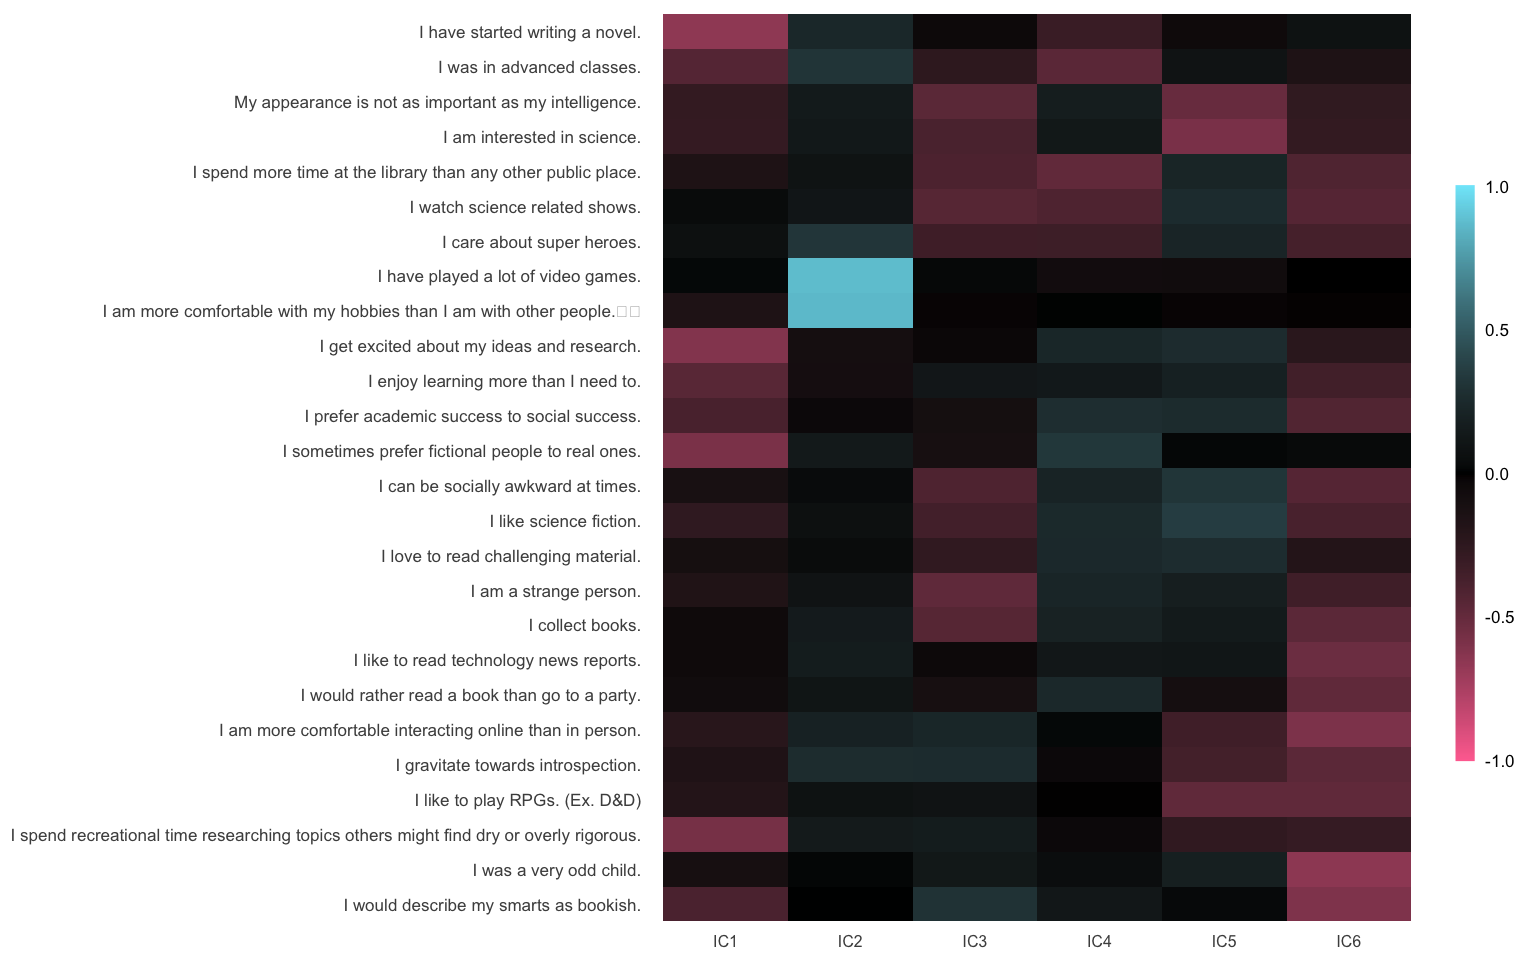 I have started writing a novel.
I was in advanced classes.
My appearance is not as important as my intelligence.
I am interested in science.
I spend more time at the library than any other public place.
I watch science related shows.
I care about super heroes.
I have played a lot of video games.
I am more comfortable with my hobbies than I am with other people.□□
I get excited about my ideas and research.
I enjoy learning more than I need to.
I prefer academic success to social success.
I sometimes prefer fictional people to real ones.
I can be socially awkward at times.
I like science fiction.
I love to read challenging material.
I am a strange person.
I collect books.
I like to read technology news reports.
I would rather read a book than go to a party.
I am more comfortable interacting online than in person.
I gravitate towards introspection.
I like to play RPGs. (Ex. D&D)
I spend recreational time researching topics others might find dry or overly rigorous.
I was a very odd child.
I would describe my smarts as bookish.
IC1 IC2 IC3 IC4 IC5 IC6
1.0
0.5
0.0
-0.5
-1.0